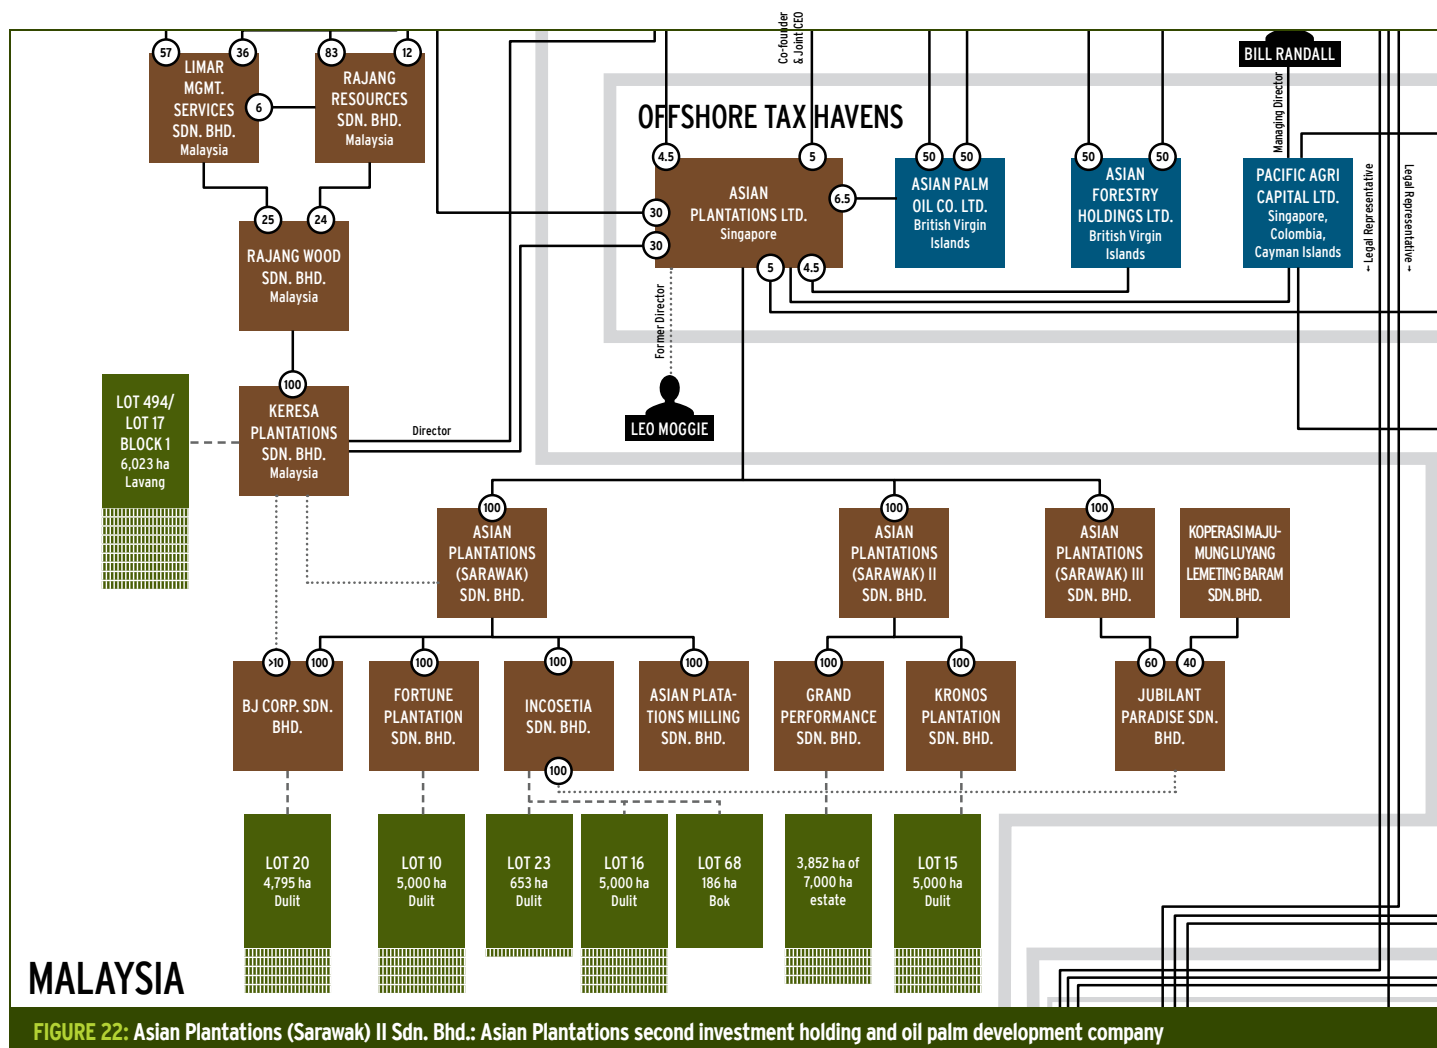 57
36
83
12
LIMAR
MGMT.
SERVICES
SDN. BHD.
Malaysia
6
RAJANG
RESOURCES
SDN. BHD.
Malaysia
Co-founder
& Joint CEO
BILL RANDALL
Managing Director
OFFSHORE TAX HAVENS
4.5
5
50
50
50
50
ASIAN
PLANTATIONS LTD.
Singapore
6.5
30
30
5
4.5
ASIAN PALM
OIL CO. LTD.
British Virgin
Islands
ASIAN
FORESTRY
HOLDINGS LTD.
British Virgin
Islands
PACIFIC AGRI
CAPITAL LTD.
Singapore,
Colombia,
Cayman Islands
← Legal Representative
Legal Representative →
25
24
RAJANG WOOD
SDN. BHD.
Malaysia
Former Director
LEO MOGGIE
100
KERESA
PLANTATIONS
SDN. BHD.
Malaysia
Director
LOT 494/
LOT 17
BLOCK 1
6,023 ha
Lavang
100
ASIAN
PLANTATIONS
(SARAWAK)
SDN. BHD.
100
ASIAN
PLANTATIONS
(SARAWAK) II
SDN. BHD.
100
ASIAN
PLANTATIONS
(SARAWAK) III
SDN. BHD.
KOPERASI MAJU-
MUNG LUYANG
LEMETING BARAM
SDN. BHD.
>10
100
BJ CORP. SDN.
BHD.
100
FORTUNE
PLANTATION
SDN. BHD.
100
INCOSETIA
SDN. BHD.
100
100
ASIAN PLATA-
TIONS MILLING
SDN. BHD.
100
GRAND
PERFORMANCE
SDN. BHD.
100
KRONOS
PLANTATION
SDN. BHD.
60
40
JUBILANT
PARADISE SDN.
BHD.
LOT 20
4,795 ha
Dulit
LOT 10
5,000 ha
Dulit
LOT 23
653 ha
Dulit
LOT 16
5,000 ha
Dulit
LOT 68
186 ha
Bok
3,852 ha of
7,000 ha
estate
LOT 15
5,000 ha
Dulit
MALAYSIA
FIGURE 22: Asian Plantations (Sarawak) II Sdn. Bhd.: Asian Plantations second investment holding and oil palm development company